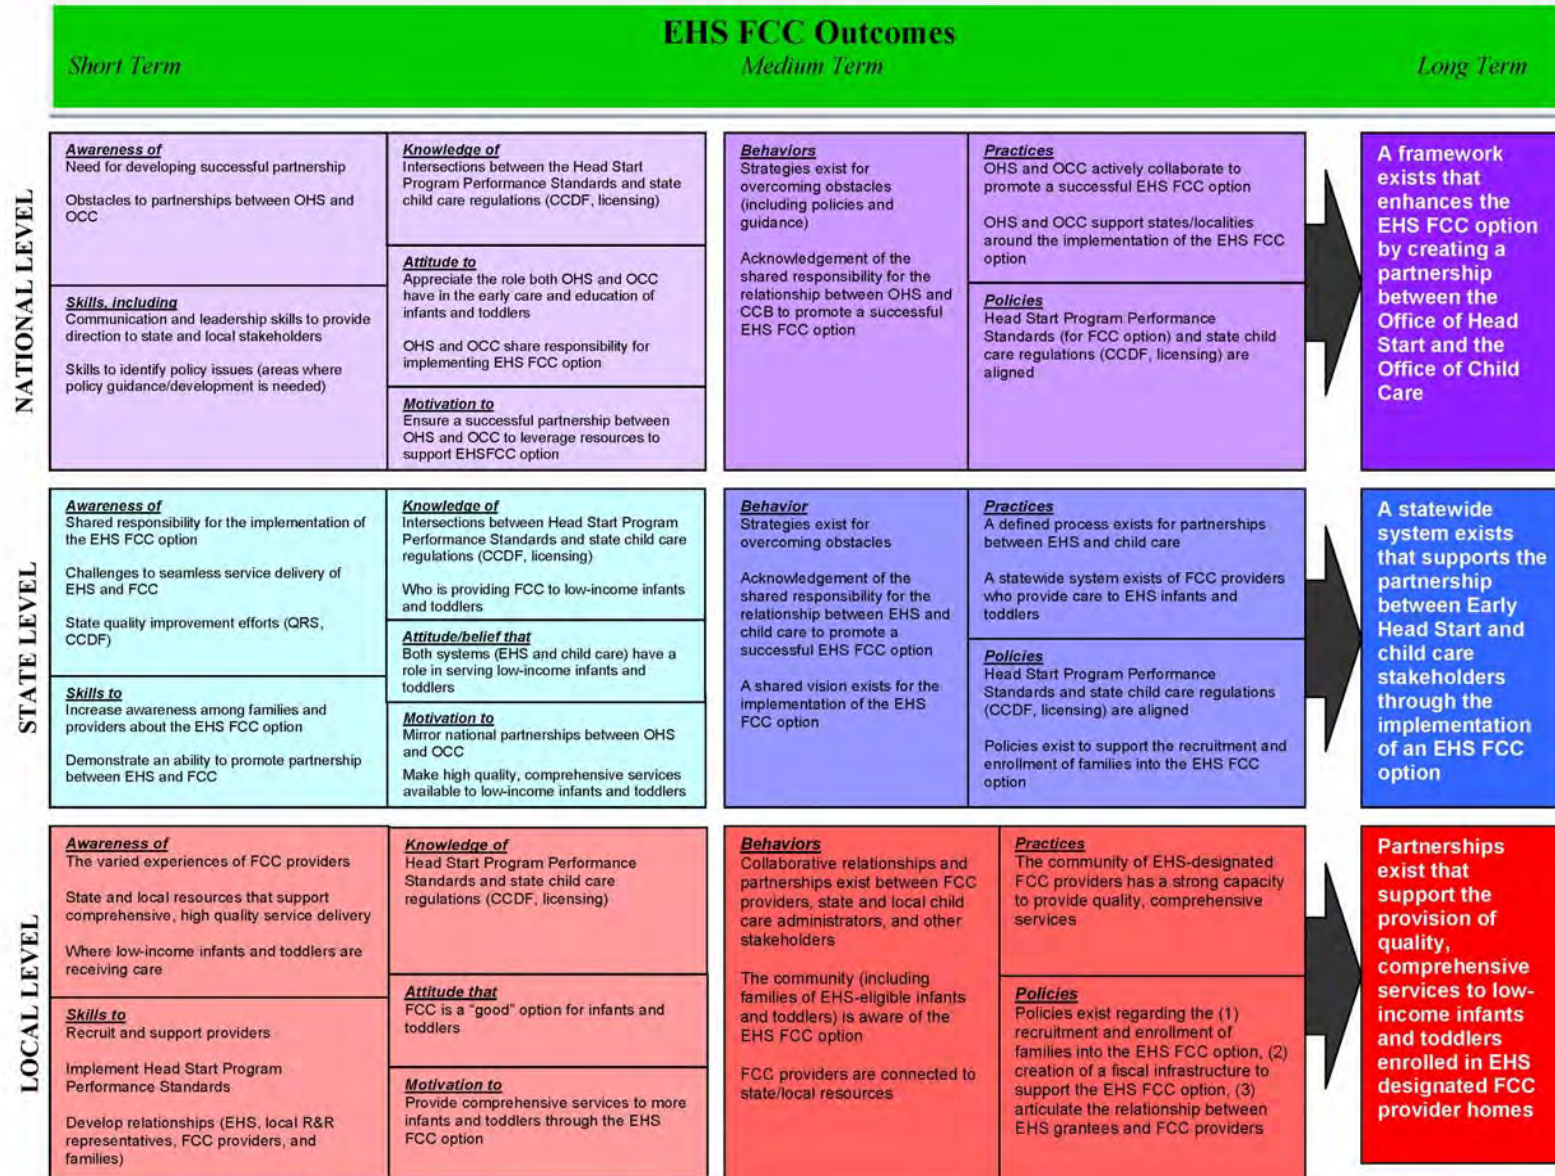 EHS FCC Outcomes
Short Term
Medium Term
Long Term
NATIONAL LEVEL
Awareness of
Need for developing successful partnership
Obstacles to partnerships between OHS and
OCC
Skills, including
Communication and leadership skills to provide
direction to state and local stakeholders
Skills to identify policy issues (areas where
policy guidance/development is needed)
Knowledge of
Intersections between the Head Start
Program Performance Standards and state
child care regulations (CCDF, licensing)
Attitude to
Appreciate the role both OHS and OCC
have in the early care and education of
infants and toddlers
OHS and OCC share responsibility for
implementing EHS FCC option
Motivation to
Ensure a successful partnership between
OHS and OCC to leverage resources to
support EHSFCC option
Behaviors
Strategies exist for
overcoming obstacles
(including policies and
guidance)
Acknowledgement of the
shared responsibility for the
relationship between OHS and
CCB to promote a successful
EHS FCC option
Practices
OHS and OCC actively collaborate to
promote a successful EHS FCC option
OHS and OCC support states/localities
around the implementation of the EHS FCC
option
Policies
Head Start Program Performance
Standards (for FCC option) and state child
care regulations (CCDF, licensing) are
aligned
A framework
exists that
enhances the
EHS FCC option
by creating a
partnership
between the
Office of Head
Start and the
Office of Child
Care
STATE LEVEL
Awareness of
Shared responsibility for the implementation of
the EHS FCC option
Challenges to seamless service delivery of
EHS and FCC
State quality improvement efforts (QRS,
CCDF)
Skills to
Increase awareness among families and
providers about the EHS FCC option
Demonstrate an ability to promote partnership
between EHS and FCC
Knowledge of
Intersections between Head Start Program
Performance Standards and state child care
regulations (CCDF, licensing)
Who is providing FCC to low-income infants
and toddlers
Attitude/belief that
Both systems (EHS and child care) have a
role in serving low-income infants and
toddlers
Motivation to
Mirror national partnerships between OHS
and OCC
Make high quality, comprehensive services
available to low-income infants and toddlers
Behavior
Strategies exist for
overcoming obstacles
Acknowledgement of the
shared responsibility for the
relationship between EHS and
child care to promote a
successful EHS FCC option
A shared vision exists for the
implementation of the EHS
FCC option
Practices
A defined process exists for partnerships
between EHS and child care
A statewide system exists of FCC providers
who provide care to EHS infants and
toddlers
Policies
Head Start Program Performance
Standards and state child care regulations
(CCDF, licensing) are aligned
Policies exist to support the recruitment and
enrollment of families into the EHS FCC
option
A statewide
system exists
that supports the
partnership
between Early
Head Start and
child care
stakeholders
through the
implementation
of an EHS FCC
option
LOCAL LEVEL
Awareness of
The varied experiences of FCC providers
State and local resources that support
comprehensive, high quality service delivery
Where low-income infants and toddlers are
receiving care
Skills to
Recruit and support providers
Implement Head Start Program
Performance Standards
Develop relationships (EHS, local R&R
representatives, FCC providers, and
families)
Knowledge of
Head Start Program Performance
Standards and state child care
regulations (CCDF, licensing)
Attitude that
FCC is a "good" option for infants and
toddlers
Motivation to
Provide comprehensive services to more
infants and toddlers through the EHS
FCC option
Behaviors
Collaborative relationships and
partnerships exist between FCC
providers, state and local child
care administrators, and other
stakeholders
The community (including
families of EHS-eligible infants
and toddlers) is aware of the
EHS FCC option
FCC providers are connected to
state/local resources
Practices
The community of EHS-designated
FCC providers has a strong capacity
to provide quality, comprehensive
services
Policies
Policies exist regarding the (1)
recruitment and enrollment of
families into the EHS FCC option, (2)
creation of a fiscal infrastructure to
support the EHS FCC option, (3)
articulate the relationship between
EHS grantees and FCC providers
Partnerships
exist that
support the
provision of
quality,
comprehensive
services to low-
income infants
and toddlers
enrolled in EHS
designated FCC
provider homes